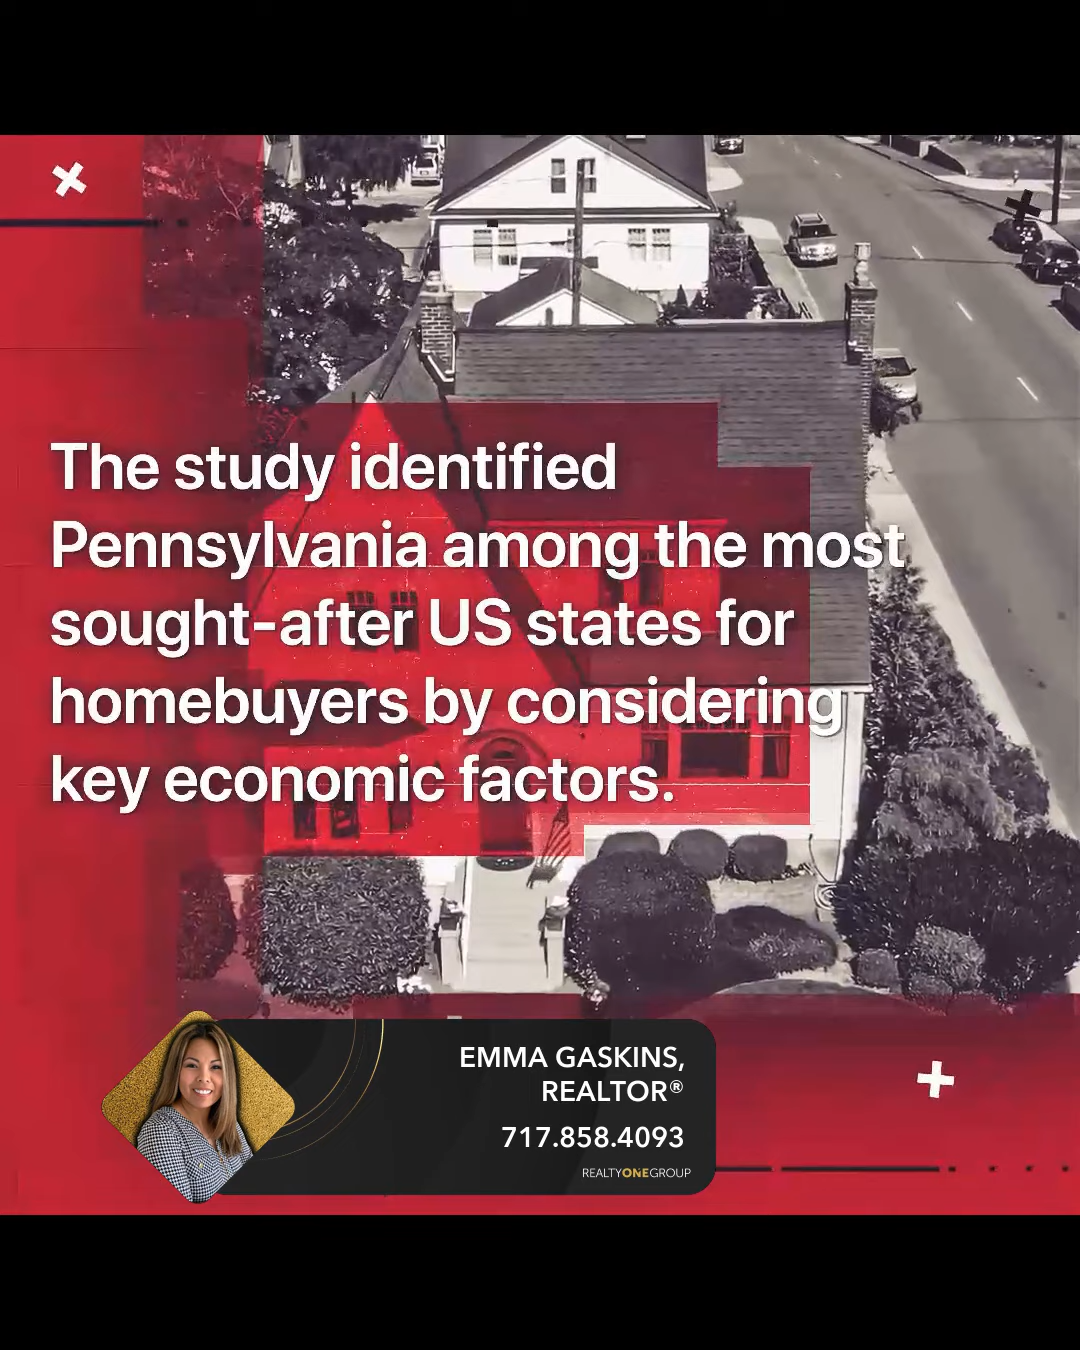 The study identified
Pennsylvania among the most
sought-after US states for
homebuyers by considering
key economic factors.
EMMA GASKINS,
REALTOR®
717.858.4093
REALTYONEGROUP